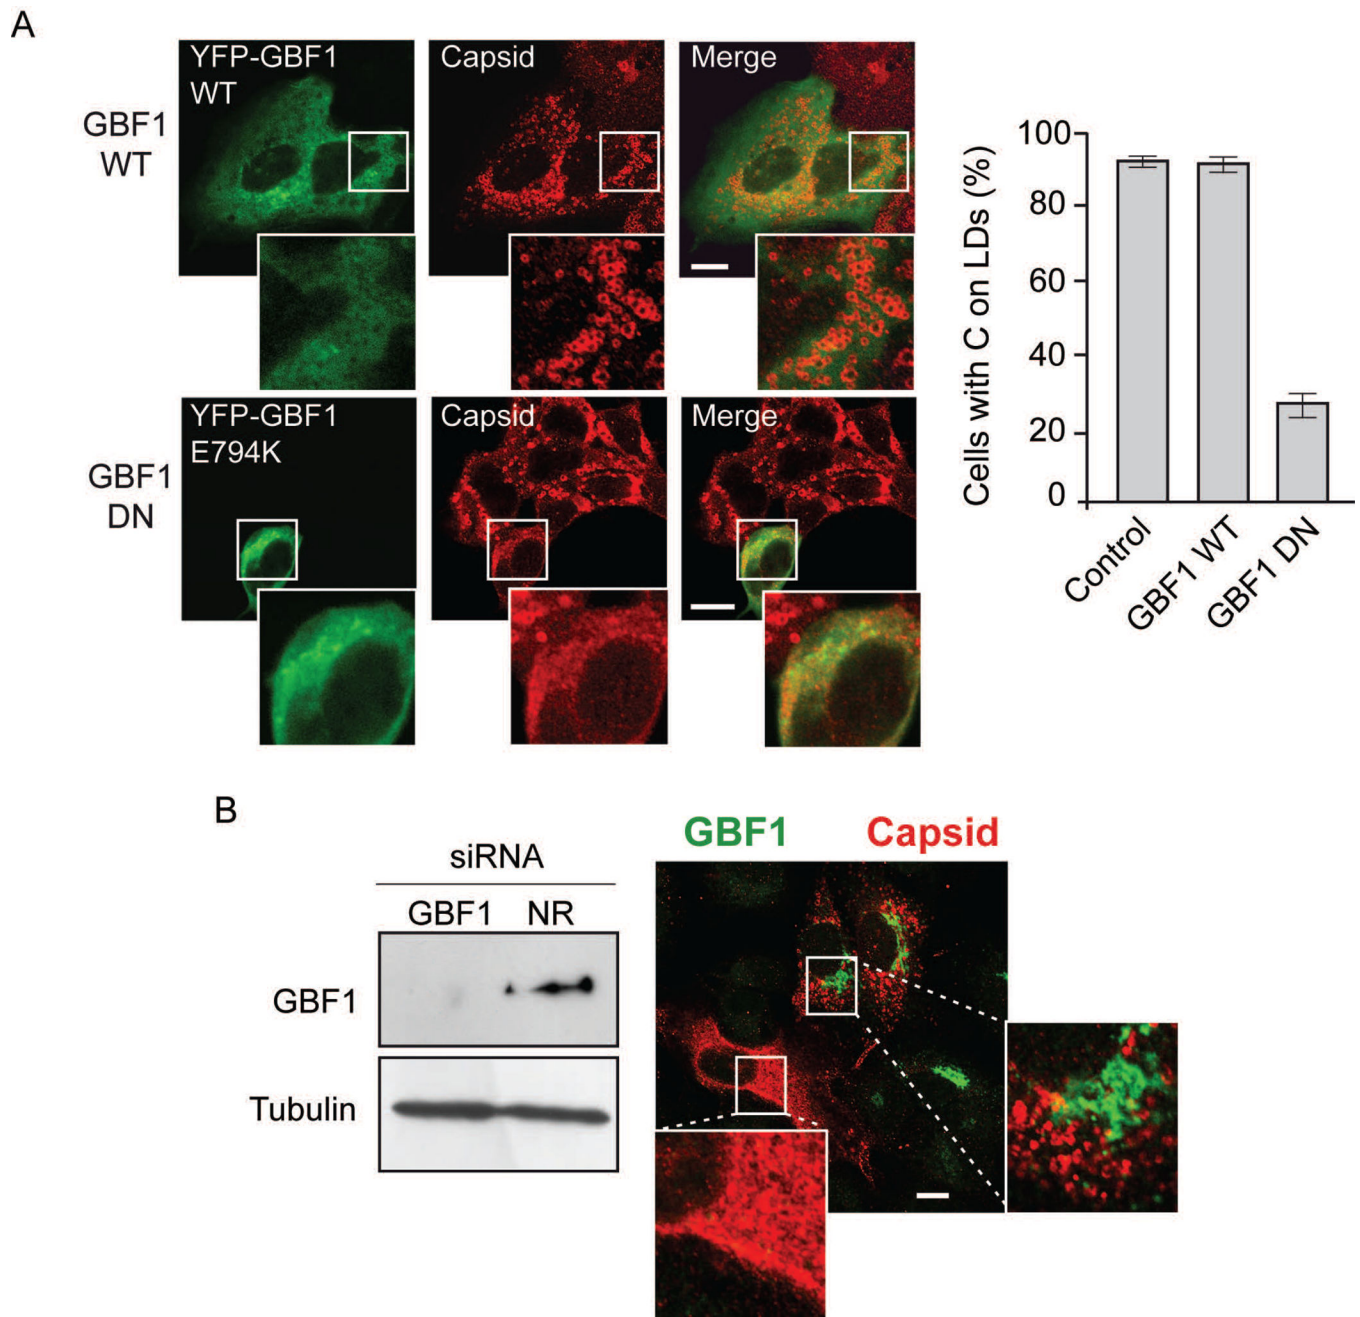 A
GBF1
WT
YFP-GBF1
WT
Capsid
Merge
GBF1
DN
YFP-GBF1
E794K
Capsid
Merge
Cells with C on LDs (%)
100
80
60
40
20
0
Control
GBF1 WT
GBF1 DN
B
siRNA
GBF1 NR
GBF1
Tubulin
GBF1 Capsid